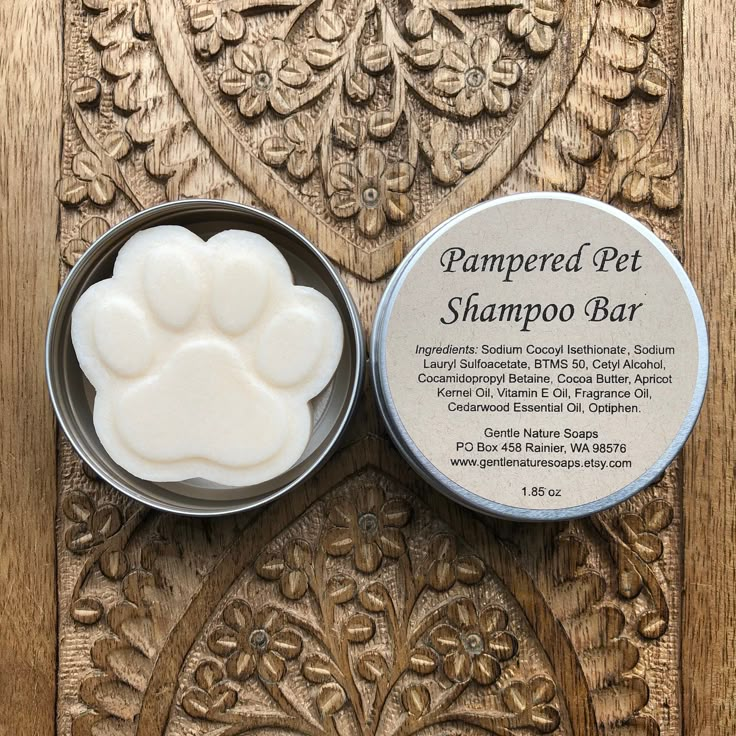 Pampered Pet
Shampoo Bar
Ingredients: Sodium Cocoyl Isethionate, Sodium
Lauryl Sulfoacetate, BTMS 50, Cetyl Alcohol,
Cocamidopropyl Betaine, Cocoa Butter, Apricot
Kernel Oil, Vitamin E Oil, Fragrance Oil,
Cedarwood Essential Oil, Optiphen.
Gentle Nature Soaps
PO Box 458 Rainier, WA 98576
www.gentlenaturesoaps.etsy.com
1.85 oz